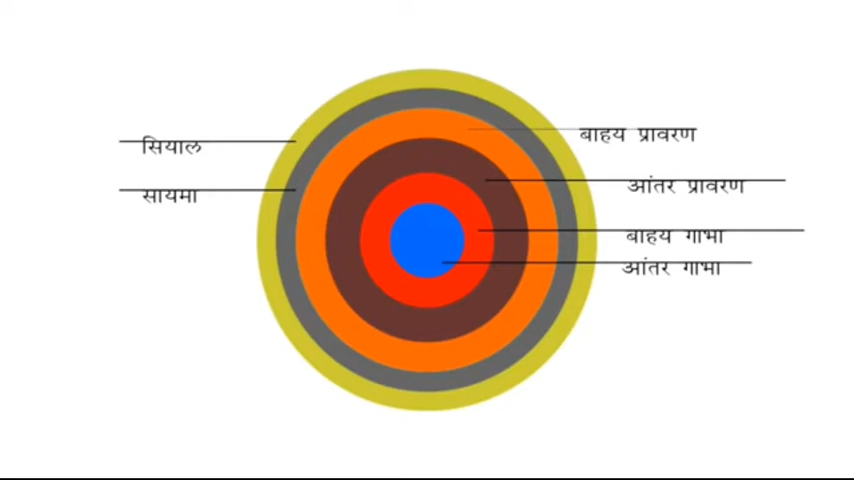 सियाल
सायमा
बाहय प्रावरण
आंतर प्रावरण
बाहय गाभा
आंतर गाभा